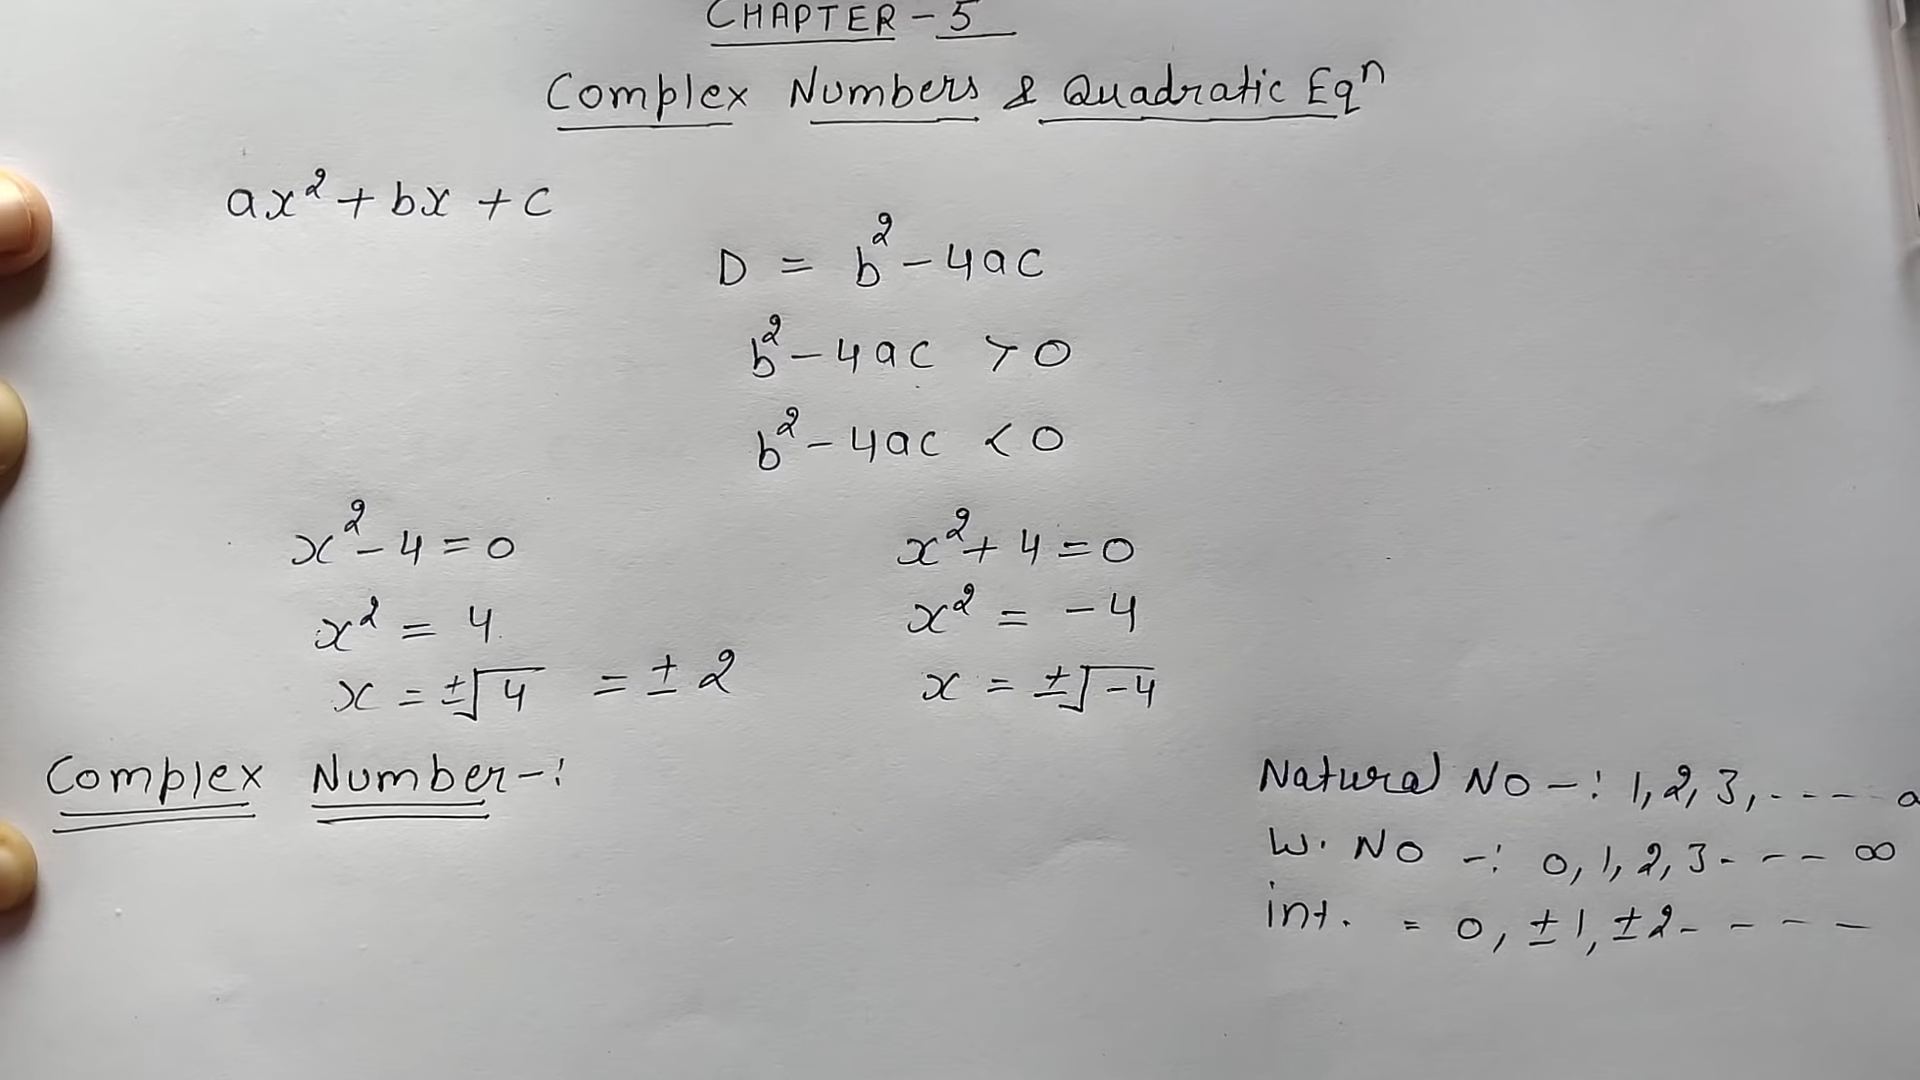 CHAPTER - 5
Complex Numbers & Quadratic Eqⁿ
ax² + bx + c
D = b² - 4ac
b² - 4ac > 0
b² - 4ac < 0
x² - 4 = 0
x² = 4
x = ±√4 = ± 2
x² + 4 = 0
x² = -4
x = ±√-4
Complex Number -:
Natural NO -: 1, 2, 3, - - - -
W. NO -: 0, 1, 2, 3 - - - - ∞
int. = 0, ±1, ±2 - - - - -